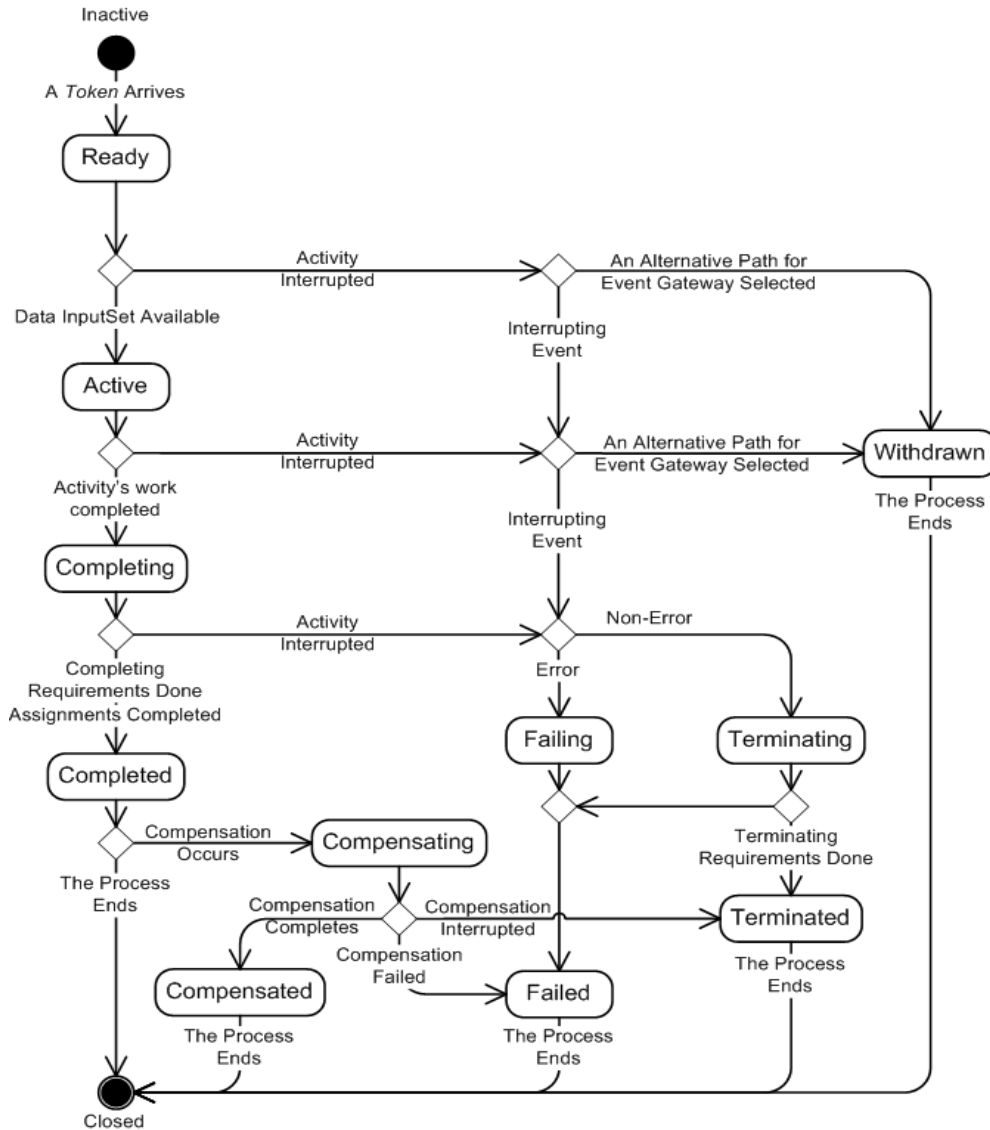 Inactive
A Token Arrives
Ready
Activity
Interrupted
An Alternative Path for
Event Gateway Selected
Data InputSet Available
Interrupting
Event
Active
Activity
Interrupted
An Alternative Path for
Event Gateway Selected
Withdrawn
Activity's work
completed
The Process
Ends
Interrupting
Event
Completing
Activity
Interrupted
Non-Error
Completing
Requirements Done
Assignments Completed
Error
Failing
Terminating
Completed
Compensation
Occurs
Compensating
Terminating
Requirements Done
The Process
Ends
Compensation
Completes
Compensation
Interrupted
Terminated
Compensation
Failed
The Process
Ends
Compensated
Failed
The Process
Ends
The Process
Ends
Closed